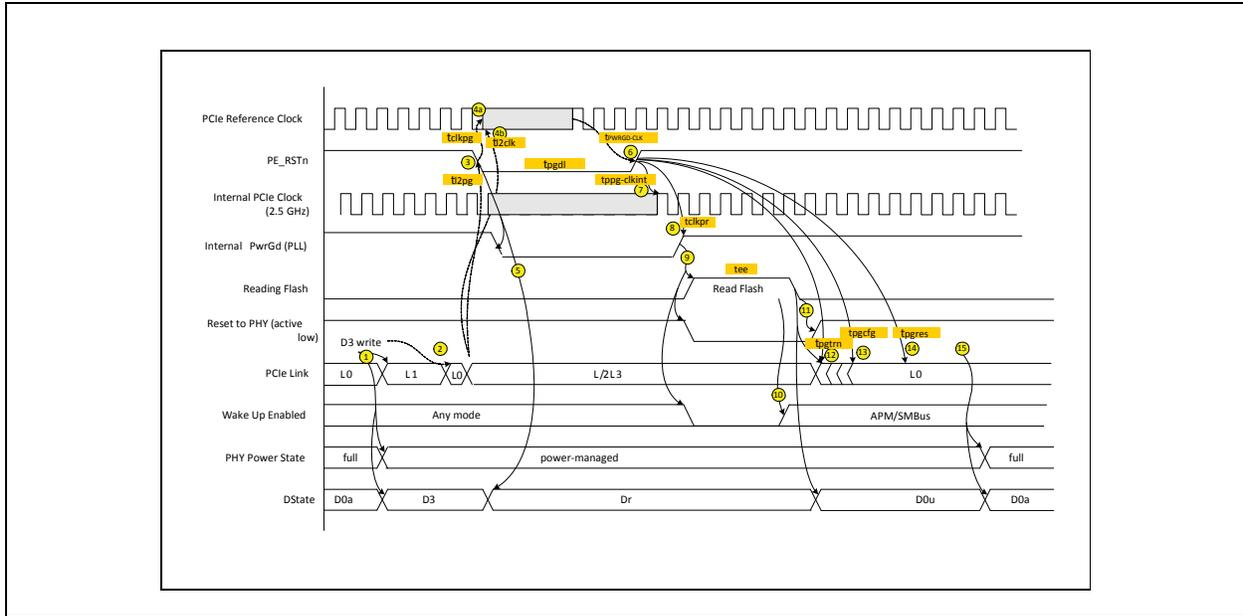 4a
PCIe Reference Clock
4b
tclkpg
tl2clk
tPWRGD-CLK
6
PE_RSTn
3
tpgdl
tl2pg
tppg-clkint
7
Internal PCIe Clock
(2.5 GHz)
tclkpr
8
Internal PwrGd (PLL)
9
5
tee
Reading Flash
Read Flash
11
Reset to PHY (active
low)
tpgcfg
tpgres
D3 write
tpgtrn
2
1
12
13
14
15
PCIe Link
L0
L1
L0
L/2L3
L0
10
Wake Up Enabled
Any mode
APM/SMBus
PHY Power State
full
power-managed
full
DState
D0a
D3
Dr
D0u
D0a